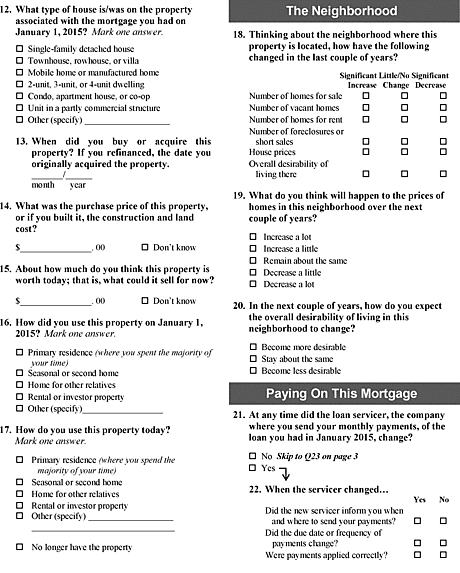 12. What type of house is/was on the property
associated with the mortgage you had on
January 1, 2015? Mark one answer.
☐ Single-family detached house
☐ Townhouse, rowhouse, or villa
☐ Mobile home or manufactured home
☐ 2-unit, 3-unit, or 4-unit dwelling
☐ Condo, apartment house, or co-op
☐ Unit in a partly commercial structure
☐ Other (specify) ____________________
13. When did you buy or acquire this
property? If you refinanced, the date you
originally acquired the property.
_______/______
month year
14. What was the purchase price of this property,
or if you built it, the construction and land
cost?
$________________. 00 ☐ Don't know
15. About how much do you think this property is
worth today; that is, what could it sell for now?
$________________. 00 ☐ Don't know
16. How did you use this property on January 1,
2015? Mark one answer.
☐ Primary residence (where you spent the majority of
your time)
☐ Seasonal or second home
☐ Home for other relatives
☐ Rental or investor property
☐ Other (specify)___________________
17. How do you use this property today?
Mark one answer.
☐ Primary residence (where you spend the
majority of your time)
☐ Seasonal or second home
☐ Home for other relatives
☐ Rental or investor property
☐ Other (specify) ____________________
________________________________
☐ No longer have the property
The Neighborhood
18. Thinking about the neighborhood where this
property is located, how have the following
changed in the last couple of years?
Significant Little/No Significant
Increase Change Decrease
Number of homes for sale ☐ ☐ ☐
Number of vacant homes ☐ ☐ ☐
Number of homes for rent ☐ ☐ ☐
Number of foreclosures or
short sales ☐ ☐ ☐
House prices ☐ ☐ ☐
Overall desirability of
living there ☐ ☐ ☐
19. What do you think will happen to the prices of
homes in this neighborhood over the next
couple of years?
☐ Increase a lot
☐ Increase a little
☐ Remain about the same
☐ Decrease a little
☐ Decrease a lot
20. In the next couple of years, how do you expect
the overall desirability of living in this
neighborhood to change?
☐ Become more desirable
☐ Stay about the same
☐ Become less desirable
Paying On This Mortgage
21. At any time did the loan servicer, the company
where you send your monthly payments, of the
loan you had in January 2015, change?
☐ No Skip to Q23 on page 3
☐ Yes
22. When the servicer changed…
Yes No
Did the new servicer inform you when
and where to send your payments? ☐ ☐
Did the due date or frequency of
payments change? ☐ ☐
Were payments applied correctly? ☐ ☐